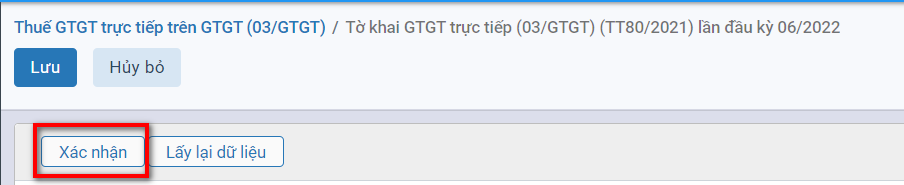 Thuế GTGT trực tiếp trên GTGT (03/GTGT) / Tờ khai GTGT trực tiếp (03/GTGT) (TT80/2021) lần đầu kỳ 06/2022
Lưu Hủy bỏ
Xác nhận Lấy lại dữ liệu